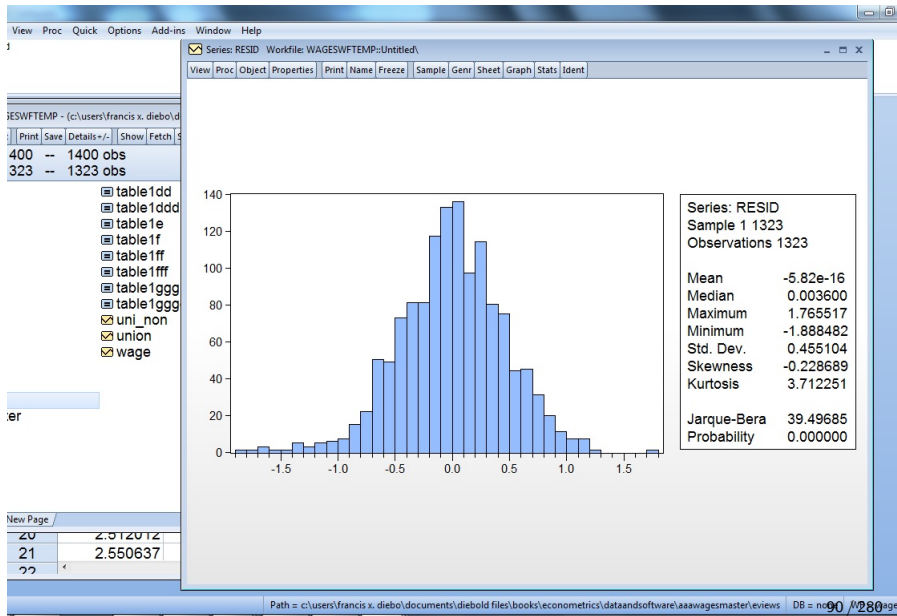 View Proc Quick Options Add-ins Window Help
Series: RESID Workfile: WAGESWFTEMP::Untitled\
View Proc Object Properties Print Name Freeze Sample Genr Sheet Graph Stats Ident
GESWFTEMP - (c:\users\francis x. diebo\d
Print Save Details+/- Show Fetch S
400 -- 1400 obs
323 -- 1323 obs
table1dd
table1ddd
table1e
table1f
table1ff
table1fff
table1ggg
table1ggg
uni_non
union
wage
ter
New Page
20 2.512012
21 2.550637
22
140
120
100
80
60
40
20
0
-1.5 -1.0 -0.5 0.0 0.5 1.0 1.5
Series: RESID
Sample 1 1323
Observations 1323
Mean -5.82e-16
Median 0.003600
Maximum 1.765517
Minimum -1.888482
Std. Dev. 0.455104
Skewness -0.228689
Kurtosis 3.712251
Jarque-Bera 39.49685
Probability 0.000000
Path = c:\users\francis x. diebo\documents\diebold files\books\econometrics\dataandsoftware\aaawagesmaster\eviews DB =
90 / 280